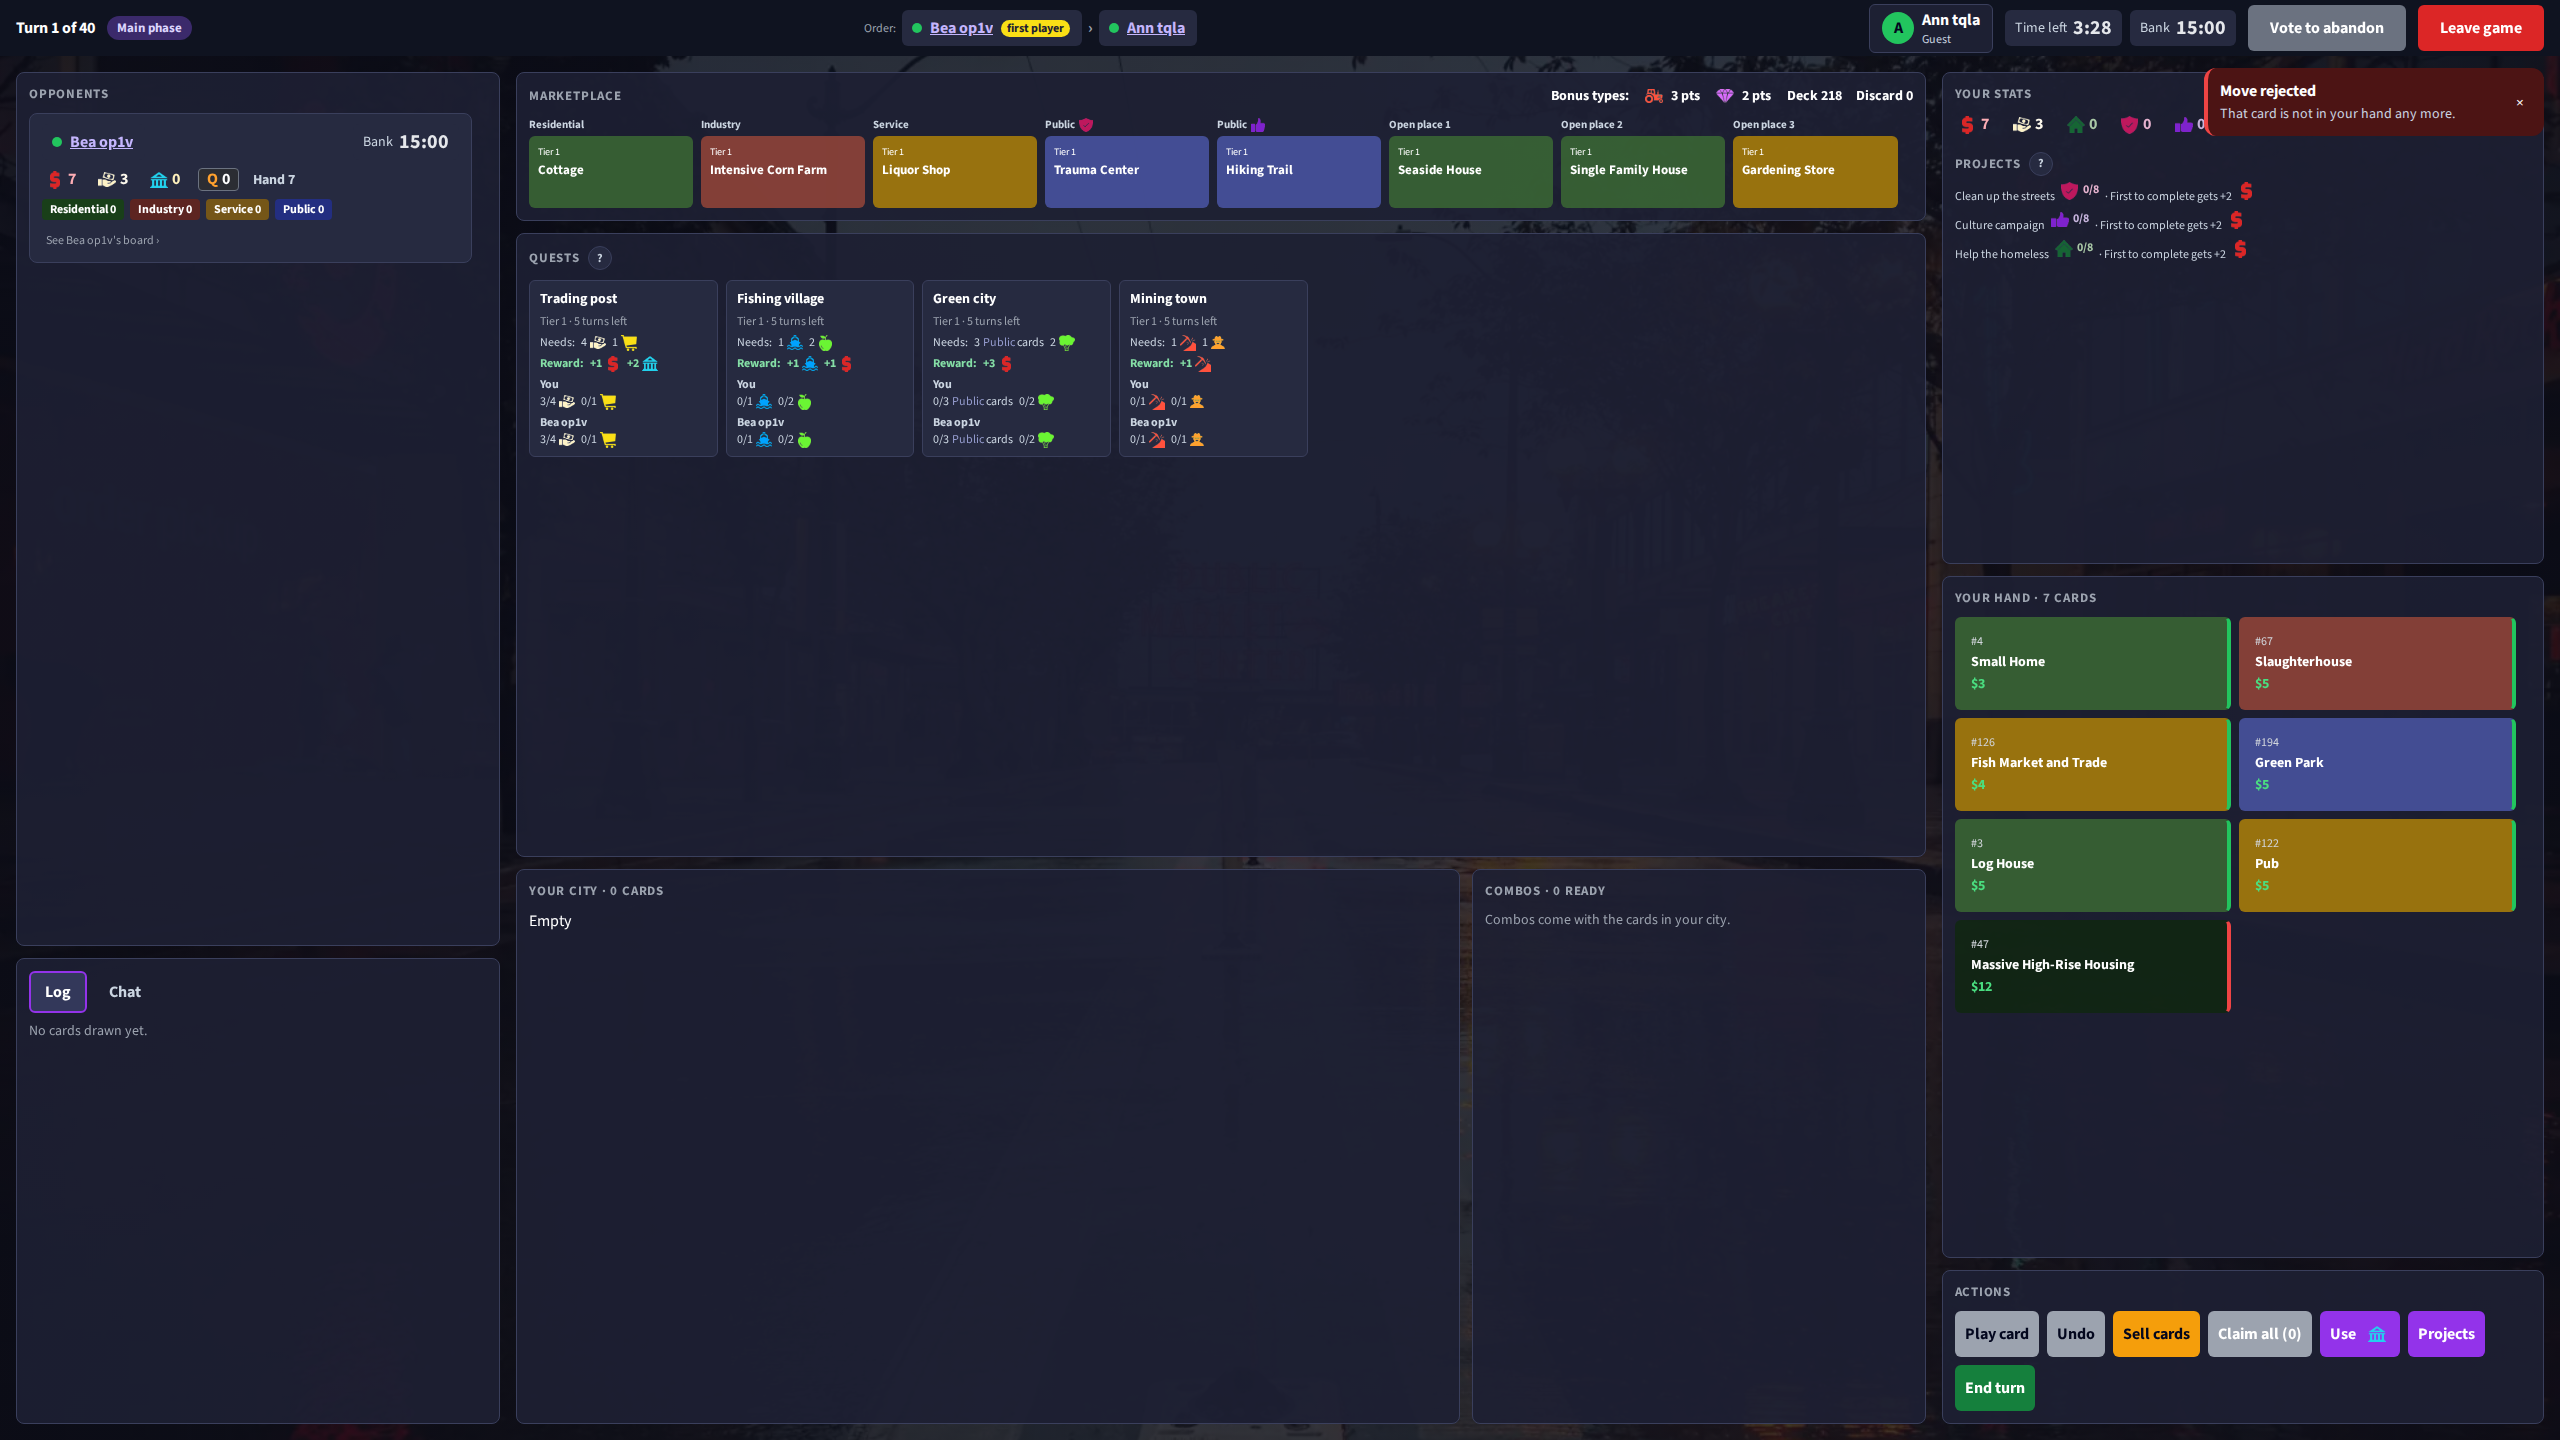 Turn 1 of 40 Main phase
Order: Bea op1v first player › Ann tqla
A Ann tqla
Guest
Time left 3:28
Bank 15:00
Vote to abandon
Leave game
OPPONENTS
Bea op1v Bank 15:00
7 3 0 Q 0 Hand 7
Residential 0 Industry 0 Service 0 Public 0
See Bea op1v's board ›
Log Chat
No cards drawn yet.
MARKETPLACE
Bonus types: 3 pts 2 pts Deck 218 Discard 0
Residential
Tier 1
Cottage
Industry
Tier 1
Intensive Corn Farm
Service
Tier 1
Liquor Shop
Public
Tier 1
Trauma Center
Public
Tier 1
Hiking Trail
Open place 1
Tier 1
Seaside House
Open place 2
Tier 1
Single Family House
Open place 3
Tier 1
Gardening Store
QUESTS ?
Trading post
Tier 1 · 5 turns left
Needs: 4 1
Reward: +1 +2
You
3/4 0/1
Bea op1v
3/4 0/1
Fishing village
Tier 1 · 5 turns left
Needs: 1 2
Reward: +1 +1
You
0/1 0/2
Bea op1v
0/1 0/2
Green city
Tier 1 · 5 turns left
Needs: 3 Public cards 2
Reward: +3
You
0/3 Public cards 0/2
Bea op1v
0/3 Public cards 0/2
Mining town
Tier 1 · 5 turns left
Needs: 1 1
Reward: +1
You
0/1 0/1
Bea op1v
0/1 0/1
YOUR CITY · 0 CARDS
Empty
COMBOS · 0 READY
Combos come with the cards in your city.
YOUR STATS
7 3 0 0 0
Move rejected
That card is not in your hand any more.
×
PROJECTS ?
Clean up the streets 0/8 · First to complete gets +2
Culture campaign 0/8 · First to complete gets +2
Help the homeless 0/8 · First to complete gets +2
YOUR HAND · 7 CARDS
#4
Small Home
$3
#67
Slaughterhouse
$5
#126
Fish Market and Trade
$4
#194
Green Park
$5
#3
Log House
$5
#122
Pub
$5
#47
Massive High-Rise Housing
$12
ACTIONS
Play card Undo Sell cards Claim all (0) Use Projects
End turn